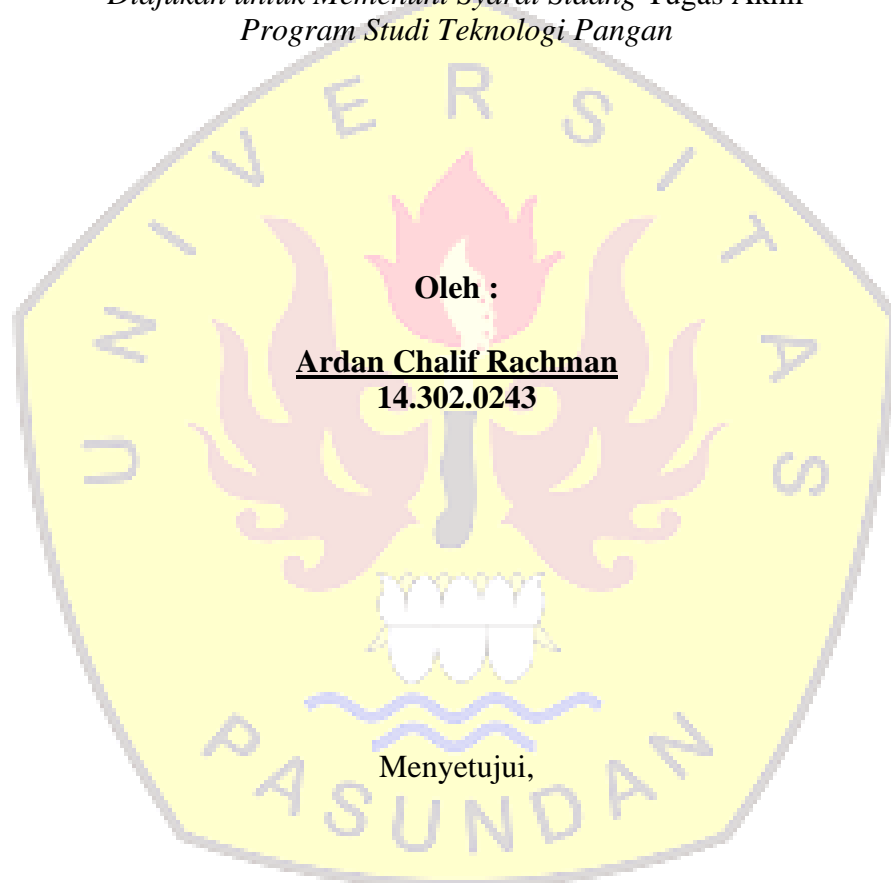 Diajukan untuk Memenuhi Syarat Sidang Tugas Akhir
Program Studi Teknologi Pangan
UNIVERSITAS
Oleh :
Ardan Chalif Rachman
14.302.0243
Menyetujui,
PASUNDAN